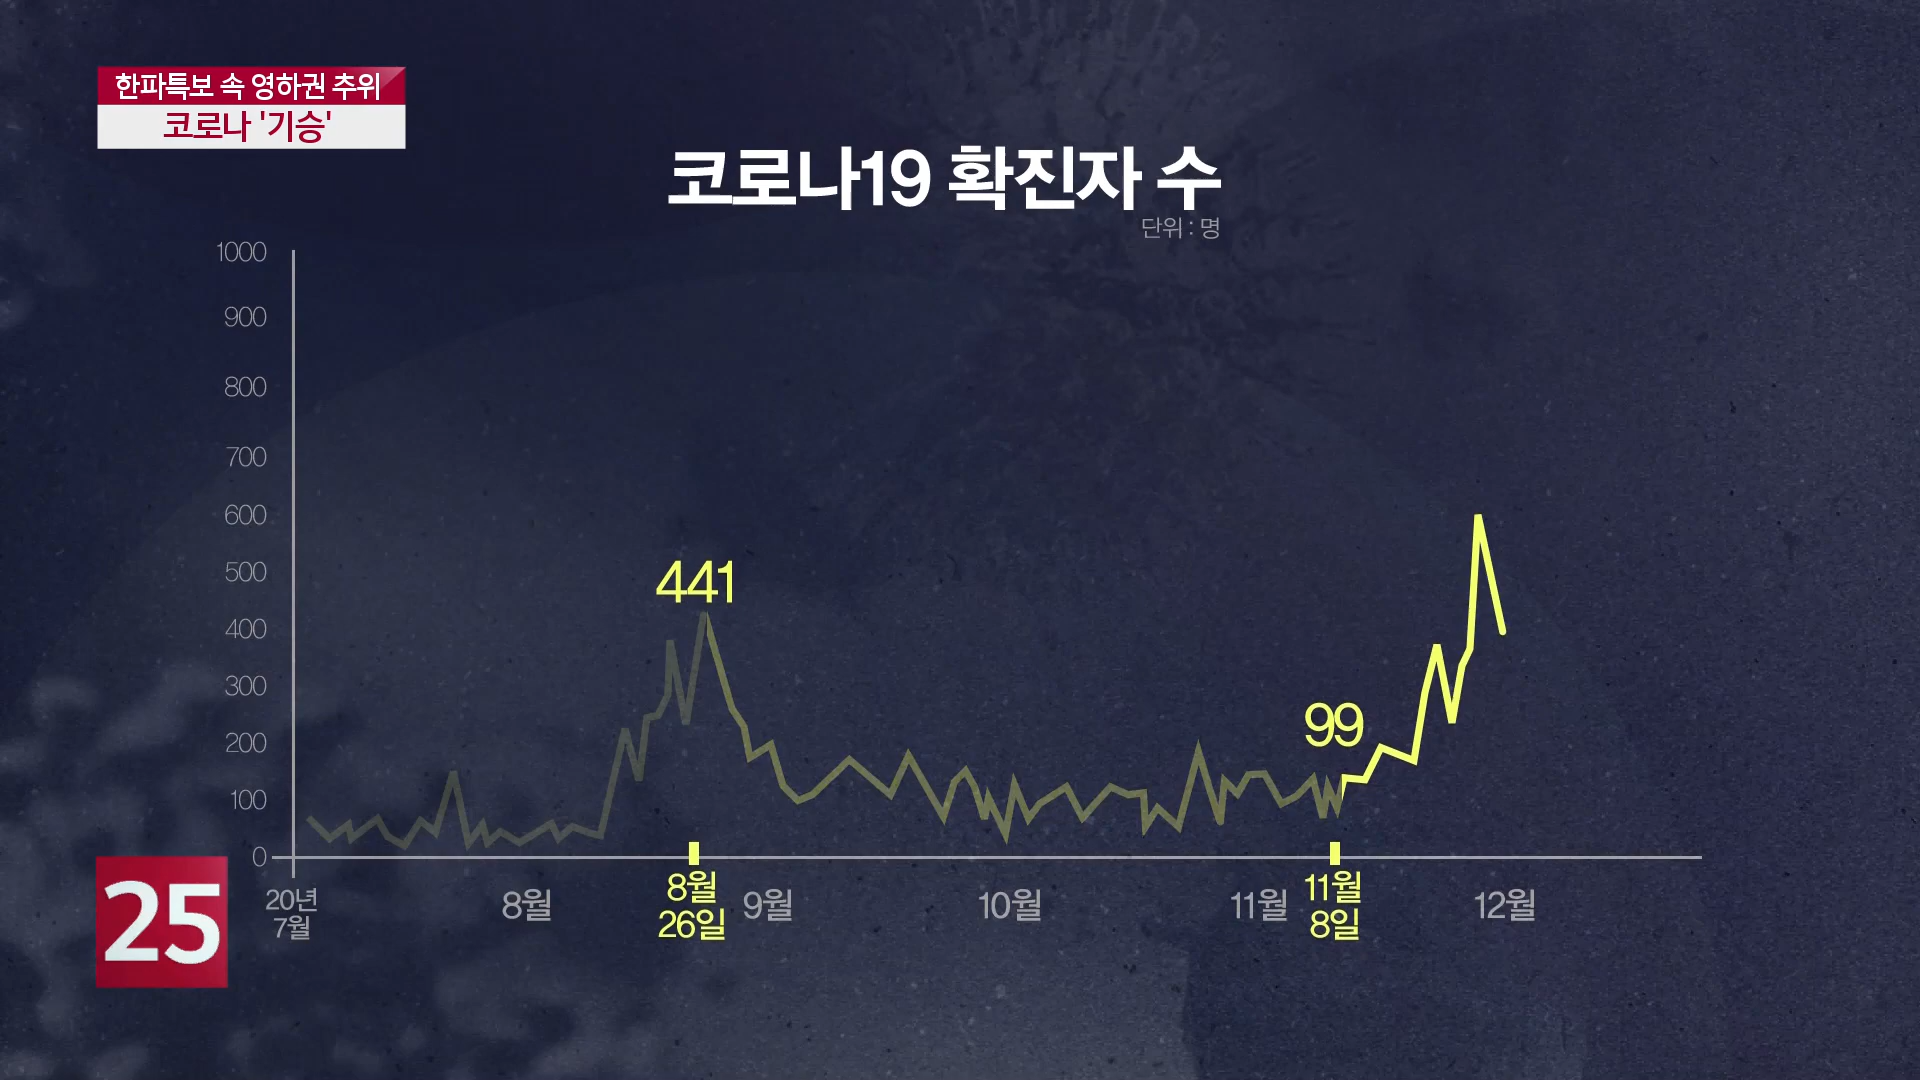 한파특보 속 영하권 추위
코로나 '기승'
코로나19 확진자 수
단위 : 명
1000
900
800
700
600
500
400
300
200
100
0
441
99
20년
7월
8월
8월
26일
9월
10월
11월
11월
8일
12월
25